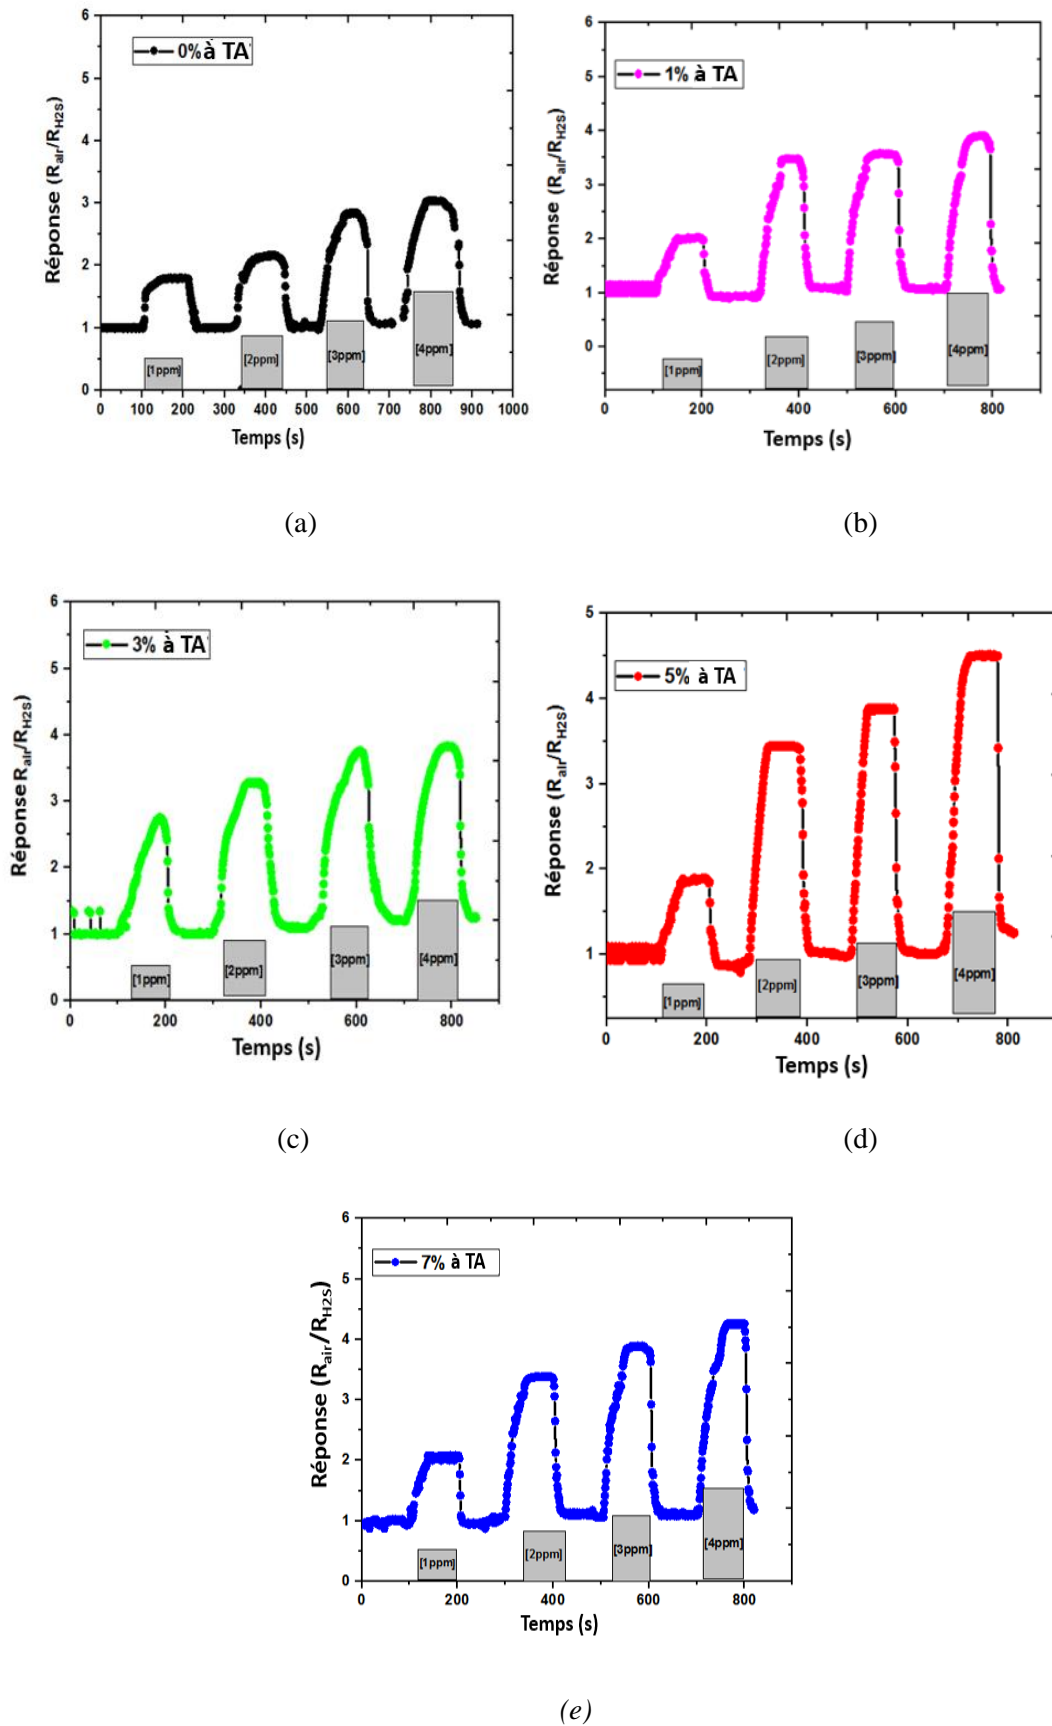 0% à TA
Réponse (Rair/RH2S)
6
5
4
3
2
1
0
[1ppm]
[2ppm]
[3ppm]
[4ppm]
0 100 200 300 400 500 600 700 800 900 1000
Temps (s)
(a)
1% à TA
Réponse (Rair/RH2S)
6
5
4
3
2
1
0
[1ppm]
[2ppm]
[3ppm]
[4ppm]
0 200 400 600 800
Temps (s)
(b)
3% à TA
Réponse Rair/RH2S)
6
5
4
3
2
1
0
[1ppm]
[2ppm]
[3ppm]
[4ppm]
0 200 400 600 800
Temps (s)
(c)
5% à TA
Réponse (Rair/RH2S)
5
4
3
2
1
[1ppm]
[2ppm]
[3ppm]
[4ppm]
0 200 400 600 800
Temps (s)
(d)
7% à TA
Réponse (Rair/RH2S)
6
5
4
3
2
1
0
[1ppm]
[2ppm]
[3ppm]
[4ppm]
0 200 400 600 800
Temps (s)
(e)